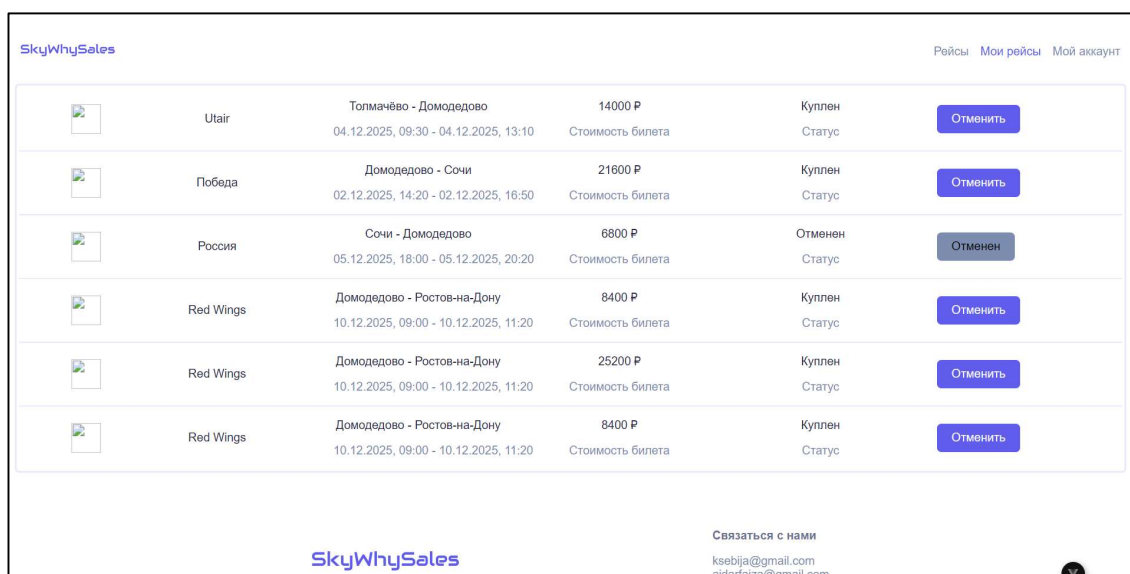 SkyWhySales
Рейсы Мои рейсы Мой аккаунт
Utair
Толмачёво - Домодедово
04.12.2025, 09:30 - 04.12.2025, 13:10
14000 ₽
Стоимость билета
Куплен
Статус
Отменить
Победа
Домодедово - Сочи
02.12.2025, 14:20 - 02.12.2025, 16:50
21600 ₽
Стоимость билета
Куплен
Статус
Отменить
Россия
Сочи - Домодедово
05.12.2025, 18:00 - 05.12.2025, 20:20
6800 ₽
Стоимость билета
Отменен
Статус
Отменен
Red Wings
Домодедово - Ростов-на-Дону
10.12.2025, 09:00 - 10.12.2025, 11:20
8400 ₽
Стоимость билета
Куплен
Статус
Отменить
Red Wings
Домодедово - Ростов-на-Дону
10.12.2025, 09:00 - 10.12.2025, 11:20
25200 ₽
Стоимость билета
Куплен
Статус
Отменить
Red Wings
Домодедово - Ростов-на-Дону
10.12.2025, 09:00 - 10.12.2025, 11:20
8400 ₽
Стоимость билета
Куплен
Статус
Отменить
SkyWhySales
Связаться с нами
ksebija@gmail.com